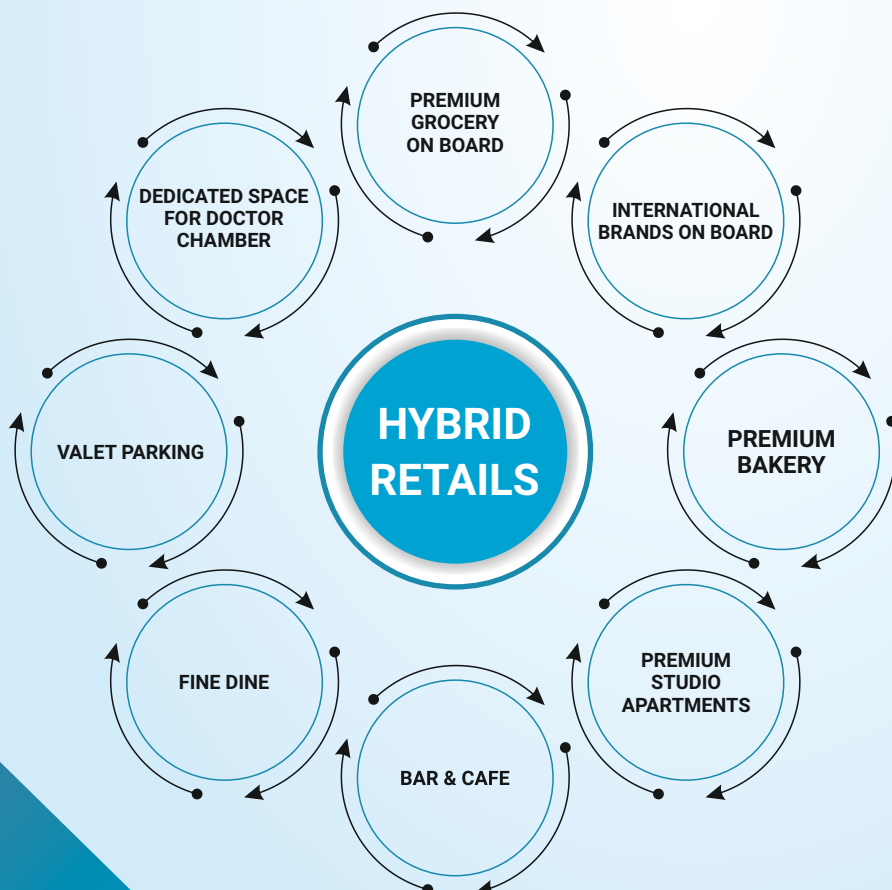 PREMIUM
GROCERY
ON BOARD
DEDICATED SPACE
FOR DOCTOR
CHAMBER
INTERNATIONAL
BRANDS ON BOARD
HYBRID
RETAILS
VALET PARKING
PREMIUM
BAKERY
FINE DINE
PREMIUM
STUDIO
APARTMENTS
BAR & CAFE